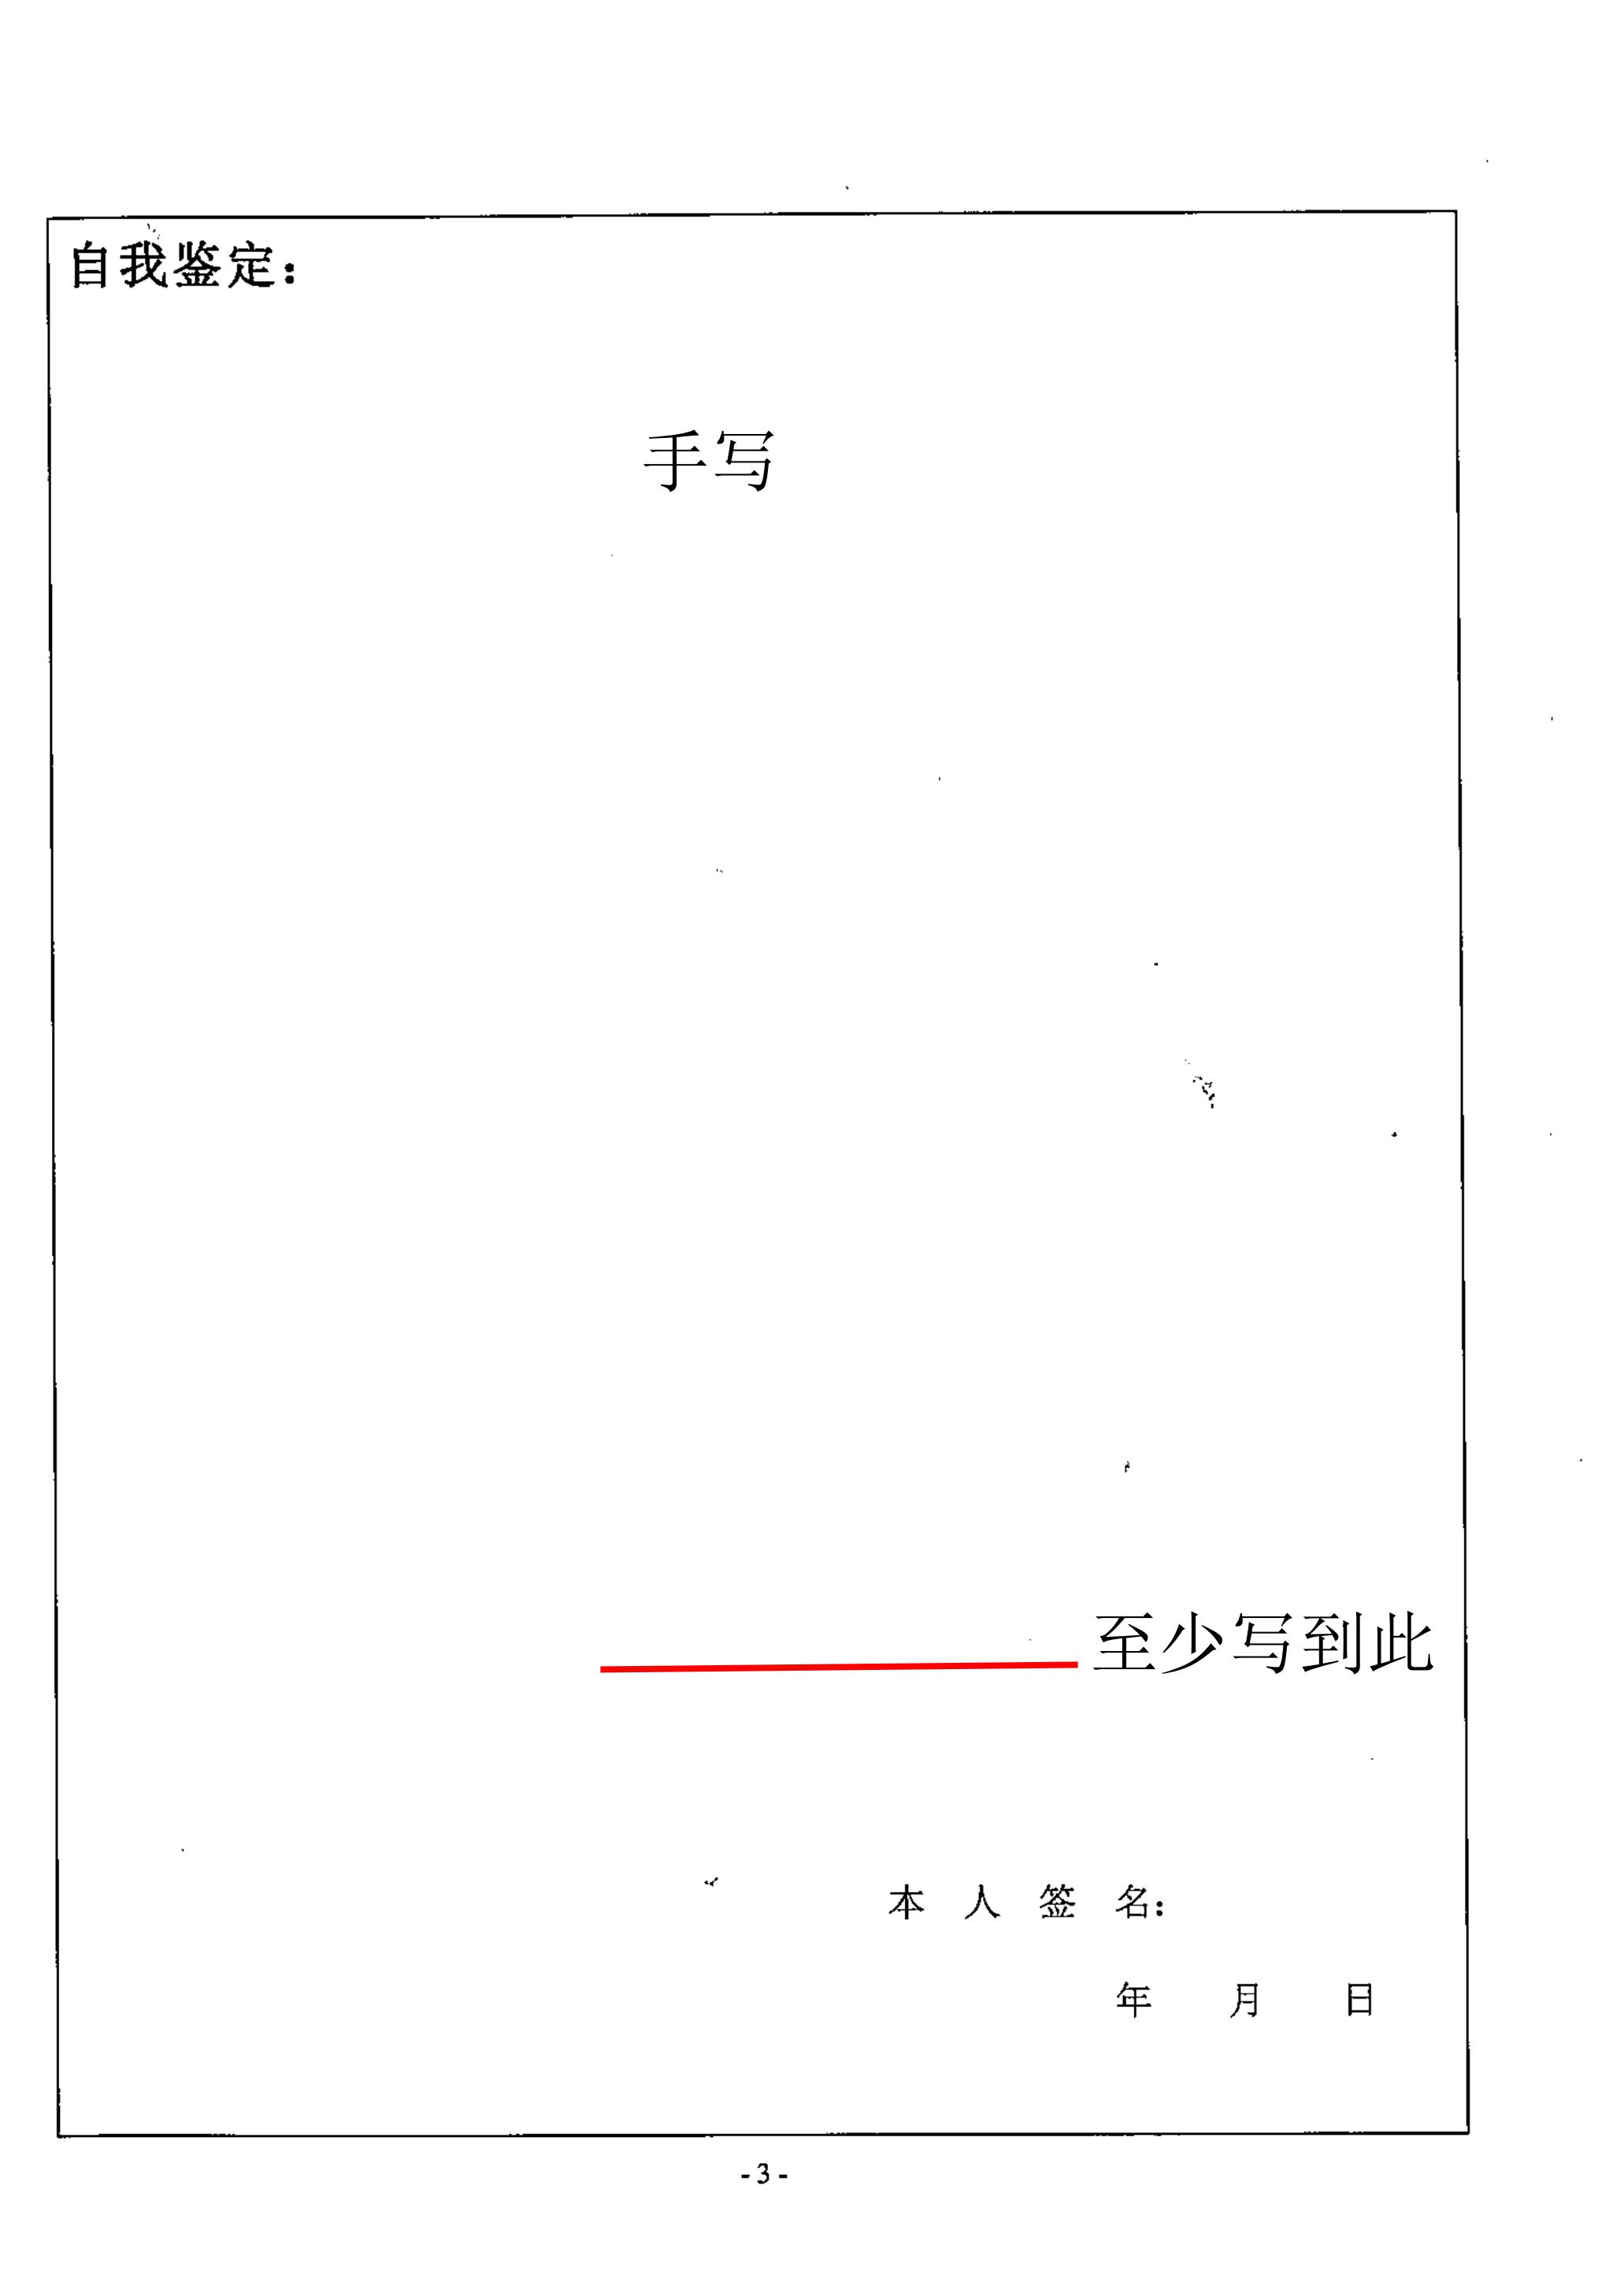 自我鉴定：
手写
至少写到此
本 人 签 名：
年 月 日
- 3 -